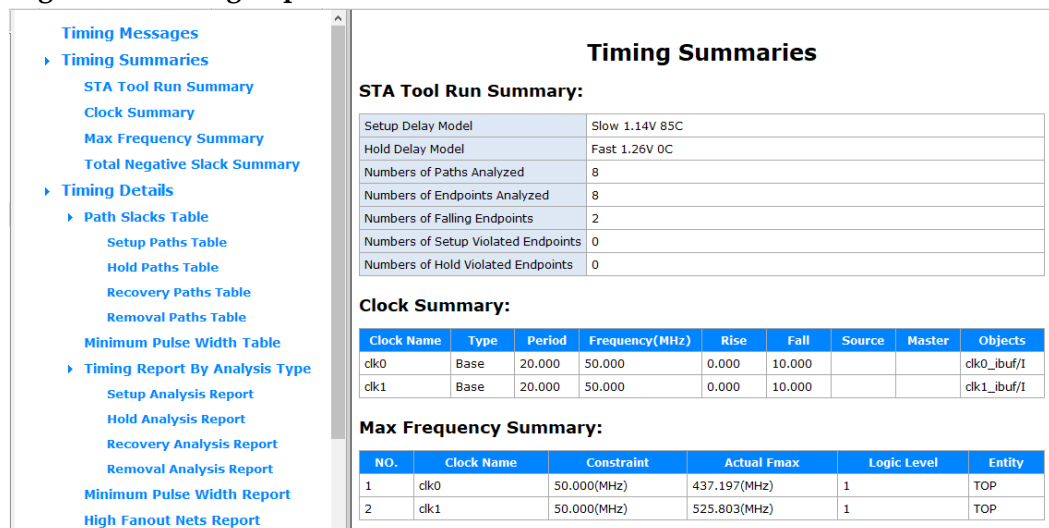 Timing Messages
Timing Summaries
STA Tool Run Summary
Clock Summary
Max Frequency Summary
Total Negative Slack Summary
Timing Details
Path Slacks Table
Setup Paths Table
Hold Paths Table
Recovery Paths Table
Removal Paths Table
Minimum Pulse Width Table
Timing Report By Analysis Type
Setup Analysis Report
Hold Analysis Report
Recovery Analysis Report
Removal Analysis Report
Minimum Pulse Width Report
High Fanout Nets Report
Timing Summaries
STA Tool Run Summary:
Setup Delay Model Slow 1.14V 85C
Hold Delay Model Fast 1.26V 0C
Numbers of Paths Analyzed 8
Numbers of Endpoints Analyzed 8
Numbers of Falling Endpoints 2
Numbers of Setup Violated Endpoints 0
Numbers of Hold Violated Endpoints 0
Clock Summary:
Clock Name Type Period Frequency(MHz) Rise Fall Source Master Objects
clk0 Base 20.000 50.000 0.000 10.000 clk0_ibuf/I
clk1 Base 20.000 50.000 0.000 10.000 clk1_ibuf/I
Max Frequency Summary:
NO. Clock Name Constraint Actual Fmax Logic Level Entity
1 clk0 50.000(MHz) 437.197(MHz) 1 TOP
2 clk1 50.000(MHz) 525.803(MHz) 1 TOP